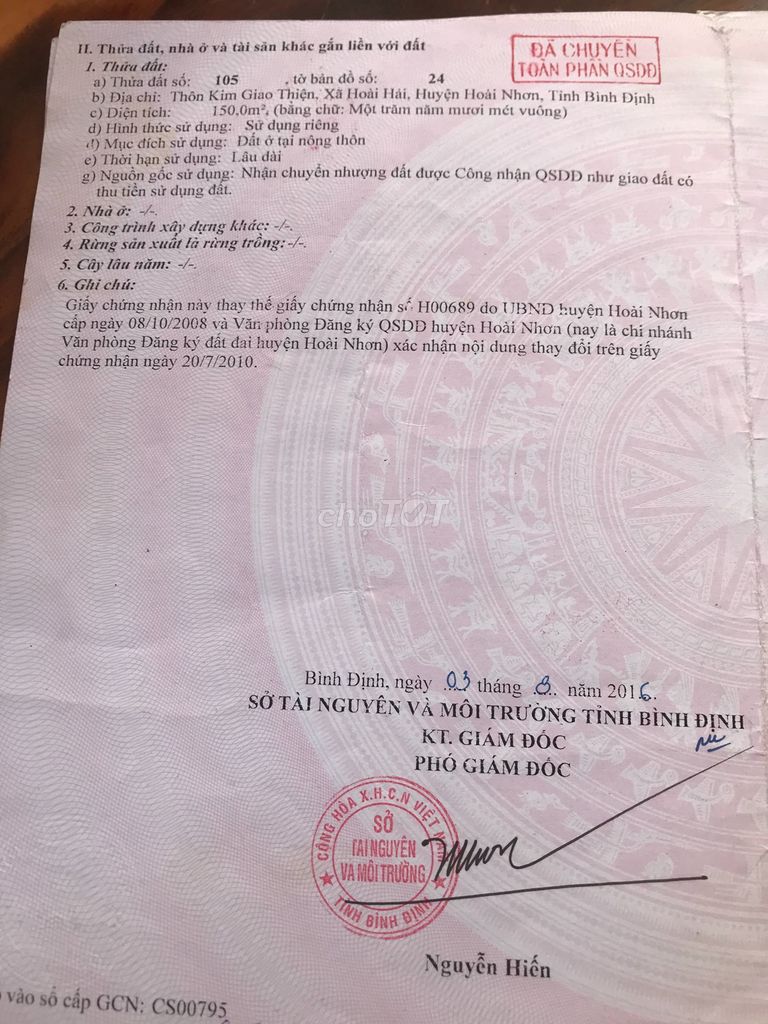 II. Thửa đất, nhà ở và tài sản khác gắn liền với đất
ĐÃ CHUYỂN
TOÀN PHẦN QSDĐ
1. Thửa đất:
a) Thửa đất số: 105 , tờ bản đồ số: 24
b) Địa chỉ: Thôn Kim Giao Thiện, Xã Hoài Hải, Huyện Hoài Nhơn, Tỉnh Bình Định
c) Diện tích: 150,0m², (bằng chữ: Một trăm năm mươi mét vuông)
d) Hình thức sử dụng: Sử dụng riêng
đ) Mục đích sử dụng: Đất ở tại nông thôn
e) Thời hạn sử dụng: Lâu dài
g) Nguồn gốc sử dụng: Nhận chuyển nhượng đất được Công nhận QSDĐ như giao đất có
thu tiền sử dụng đất.
2. Nhà ở: -/-.
3. Công trình xây dựng khác: -/-.
4. Rừng sản xuất là rừng trồng: -/-.
5. Cây lâu năm: -/-.
6. Ghi chú:
Giấy chứng nhận này thay thế giấy chứng nhận số H00689 do UBND huyện Hoài Nhơn
cấp ngày 08/10/2008 và Văn phòng Đăng ký QSDĐ huyện Hoài Nhơn (nay là chi nhánh
Văn phòng Đăng ký đất đai huyện Hoài Nhơn) xác nhận nội dung thay đổi trên giấy
chứng nhận ngày 20/7/2010.
choTỐT
Bình Định, ngày 03 tháng 8 năm 2016.
SỞ TÀI NGUYÊN VÀ MÔI TRƯỜNG TỈNH BÌNH ĐỊNH
KT. GIÁM ĐỐC
PHÓ GIÁM ĐỐC
CỘNG HÒA X.H.C.N VIỆT NAM
SỞ
TÀI NGUYÊN
VÀ MÔI TRƯỜNG
TỈNH BÌNH ĐỊNH
Nguyễn Hiến
vào sổ cấp GCN: CS00795